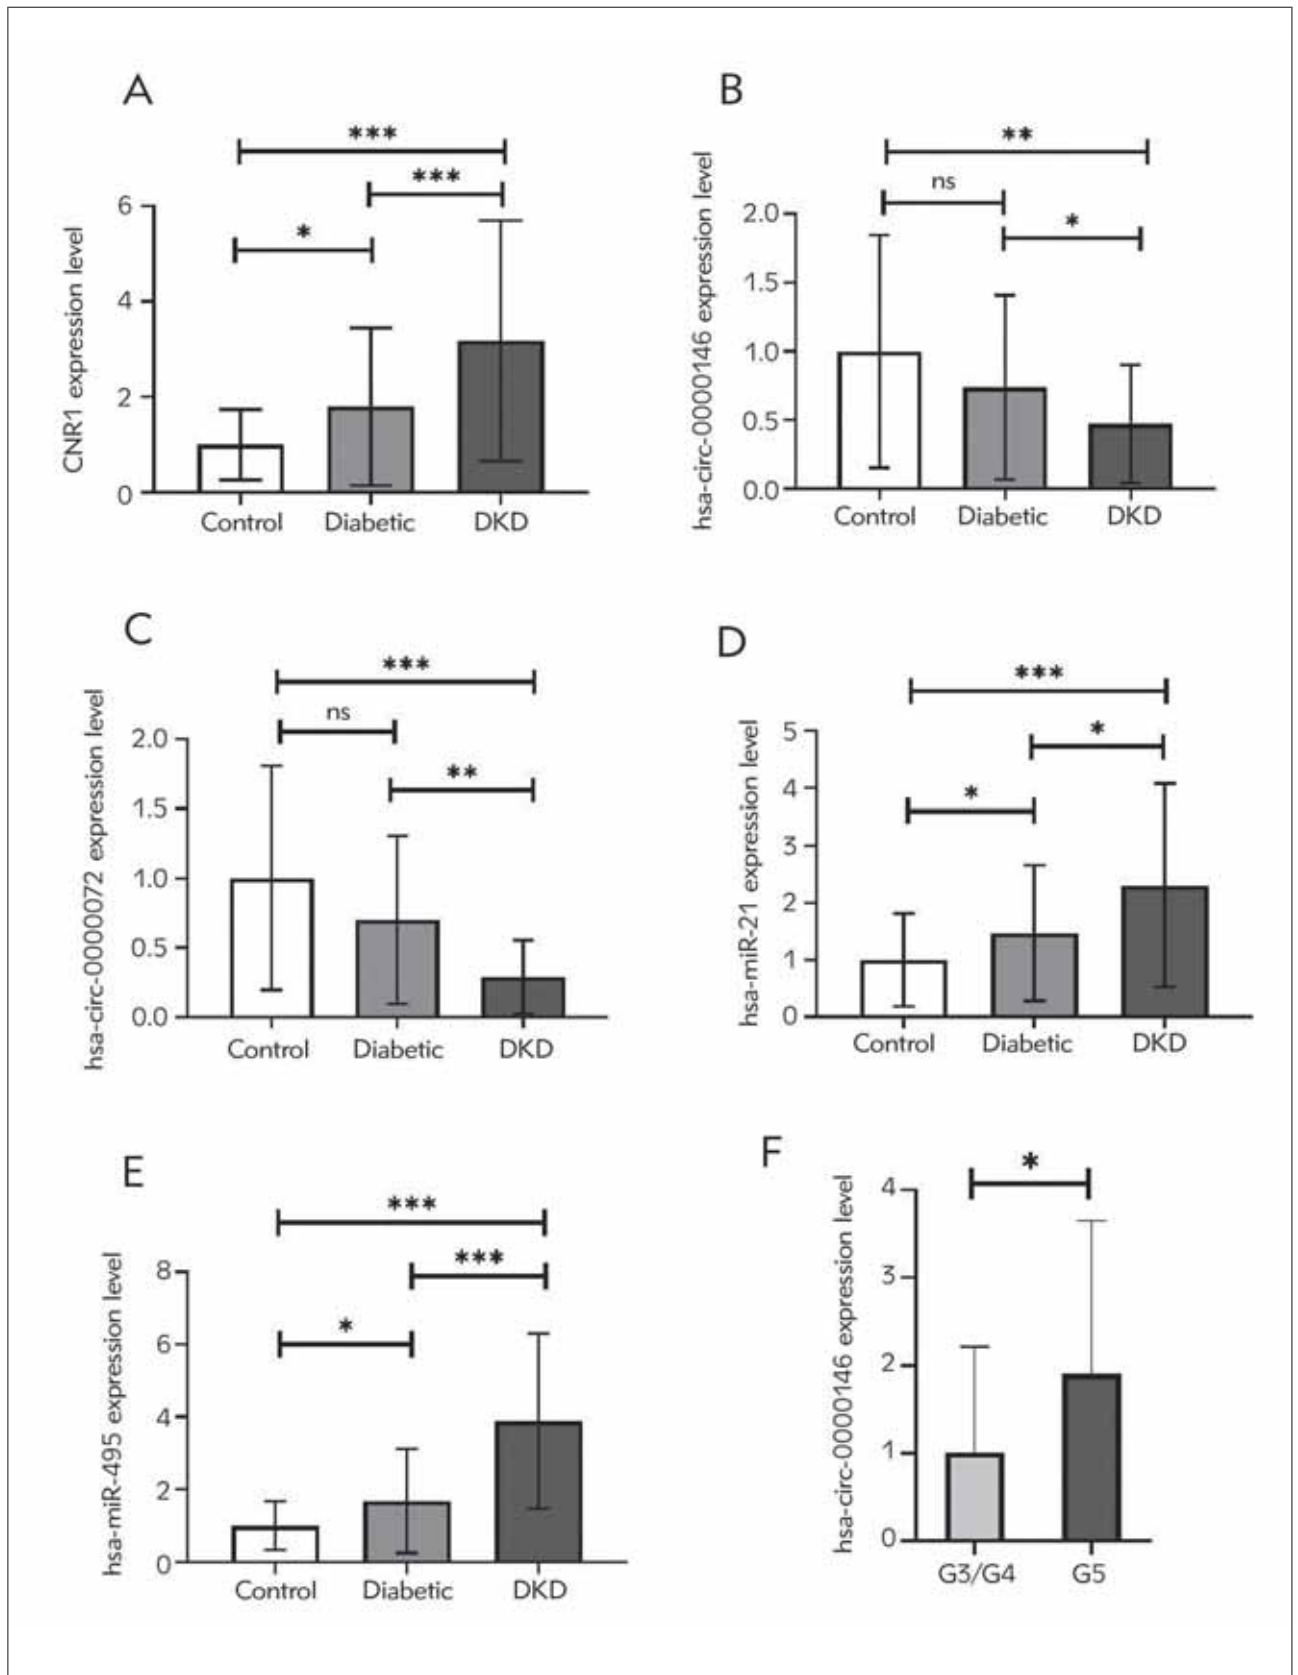 A
***
***
*
CNR1 expression level
6
4
2
0
Control Diabetic DKD
B
**
ns
*
hsa-circ-0000146 expression level
2.0
1.5
1.0
0.5
0.0
Control Diabetic DKD
C
***
ns
**
hsa-circ-0000072 expression level
2.0
1.5
1.0
0.5
0.0
Control Diabetic DKD
D
***
*
*
hsa-miR-21 expression level
5
4
3
2
1
0
Control Diabetic DKD
E
***
***
*
hsa-miR-495 expression level
8
6
4
2
0
Control Diabetic DKD
F
*
hsa-circ-0000146 expression level
4
3
2
1
0
G3/G4 G5